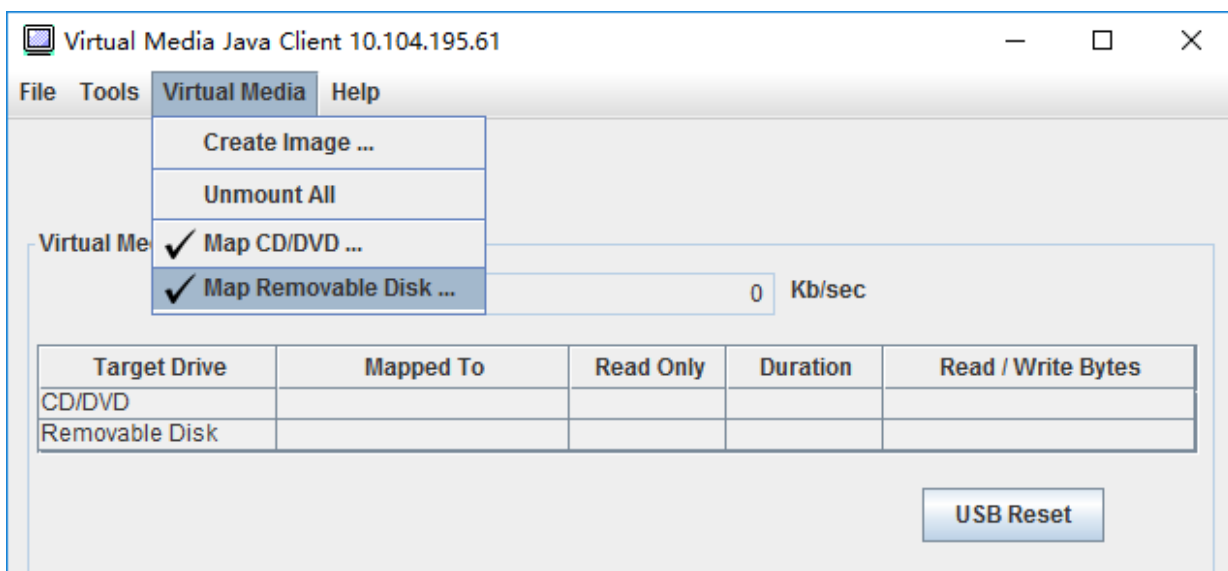 Virtual Media Java Client 10.104.195.61
File Tools Virtual Media Help
Create Image ...
Unmount All
Virtual Me
Map CD/DVD ...
Map Removable Disk ...
0 Kb/sec
Target Drive Mapped To Read Only Duration Read / Write Bytes
CD/DVD
Removable Disk
USB Reset